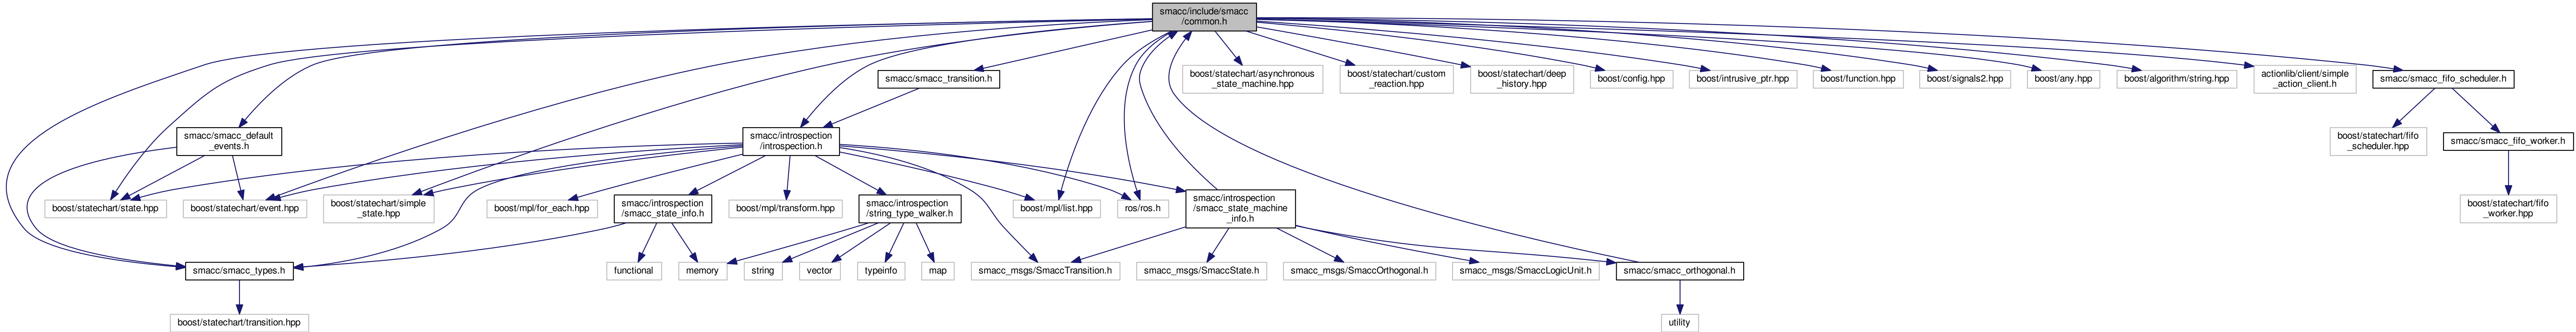 smacc/include/smacc
/common.h
smacc/smacc_transition.h
boost/statechart/asynchronous
_state_machine.hpp
boost/statechart/custom
_reaction.hpp
boost/statechart/deep
_history.hpp
boost/config.hpp
boost/intrusive_ptr.hpp
boost/function.hpp
boost/signals2.hpp
boost/any.hpp
boost/algorithm/string.hpp
actionlib/client/simple
_action_client.h
smacc/smacc_fifo_scheduler.h
smacc/smacc_default
_events.h
smacc/introspection
/introspection.h
boost/statechart/fifo
_scheduler.hpp
smacc/smacc_fifo_worker.h
boost/statechart/state.hpp
boost/statechart/event.hpp
boost/statechart/simple
_state.hpp
boost/mpl/for_each.hpp
smacc/introspection
/smacc_state_info.h
boost/mpl/transform.hpp
smacc/introspection
/string_type_walker.h
boost/mpl/list.hpp
ros/ros.h
smacc/introspection
/smacc_state_machine
_info.h
boost/statechart/fifo
_worker.hpp
smacc/smacc_types.h
functional
memory
string
vector
typeinfo
map
smacc_msgs/SmaccTransition.h
smacc_msgs/SmaccState.h
smacc_msgs/SmaccOrthogonal.h
smacc_msgs/SmaccLogicUnit.h
smacc/smacc_orthogonal.h
boost/statechart/transition.hpp
utility